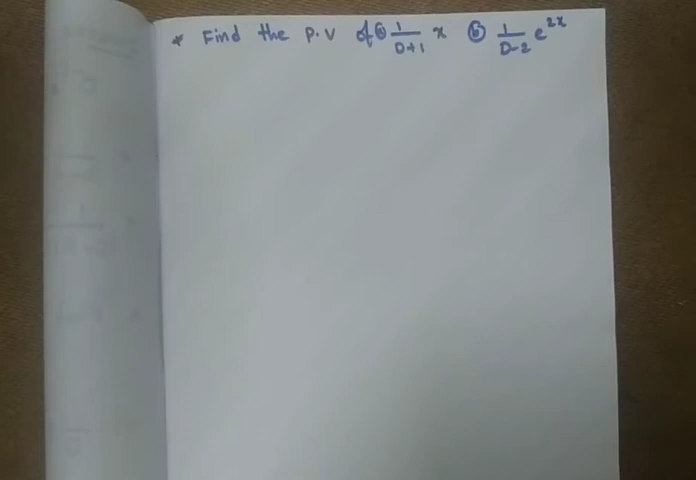 * Find the P.V of ⓐ 1/(D+1) x ⓑ 1/(D-2) e^{2x}